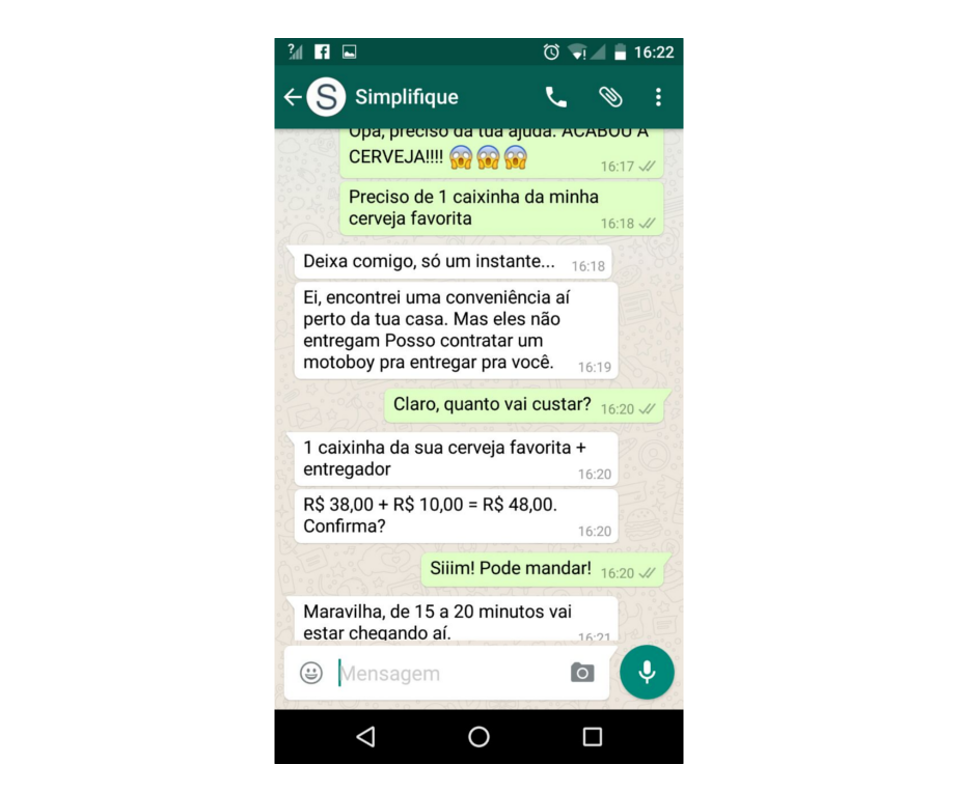 16:22
S Simplifique
Opa, preciso da tua ajuda. ACABOU A
CERVEJA!!!! 😱😱😱 16:17
Preciso de 1 caixinha da minha
cerveja favorita 16:18
Deixa comigo, só um instante... 16:18
Ei, encontrei uma conveniência aí
perto da tua casa. Mas eles não
entregam Posso contratar um
motoboy pra entregar pra você. 16:19
Claro, quanto vai custar? 16:20
1 caixinha da sua cerveja favorita +
entregador 16:20
R$ 38,00 + R$ 10,00 = R$ 48,00.
Confirma? 16:20
Siiim! Pode mandar! 16:20
Maravilha, de 15 a 20 minutos vai
estar chegando aí. 16:21
Mensagem